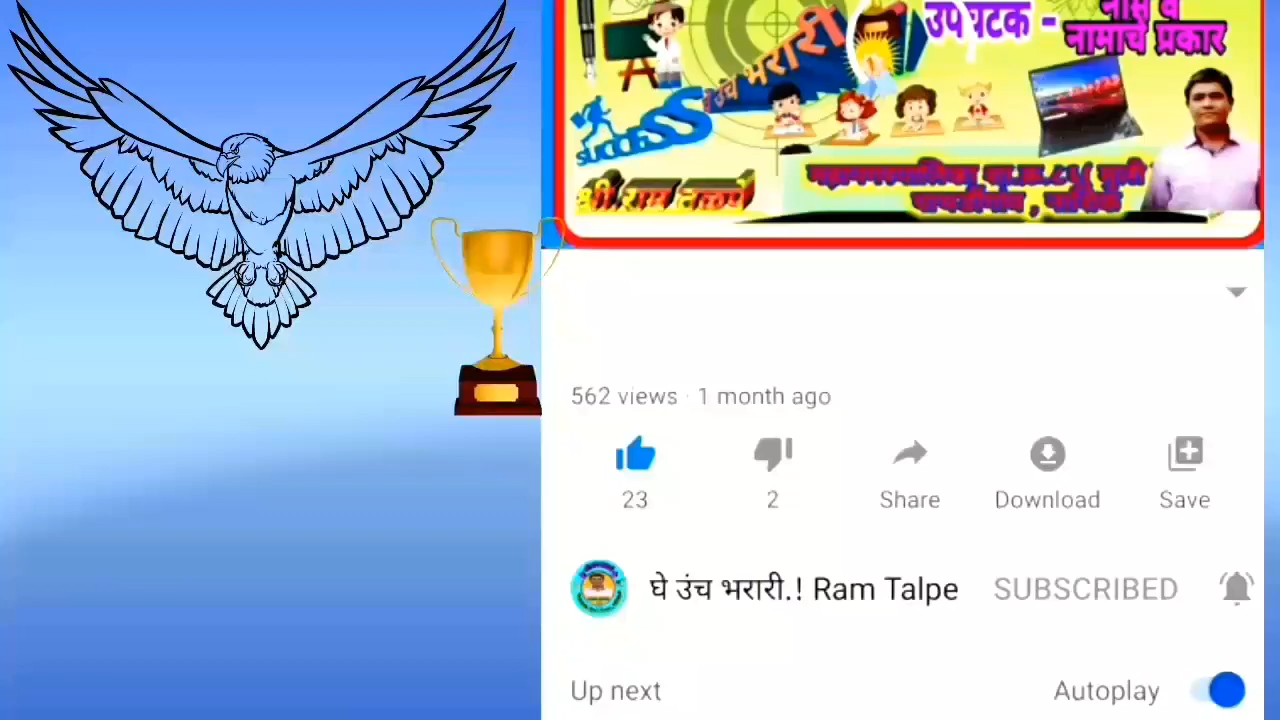 उपघटक - नाम व
नामाचे प्रकार
उंच भरारी
SUCCESS
श्री.राम तळपे
562 views · 1 month ago
23
2
Share
Download
Save
घे उंच भरारी.! Ram Talpe
SUBSCRIBED
Up next
Autoplay